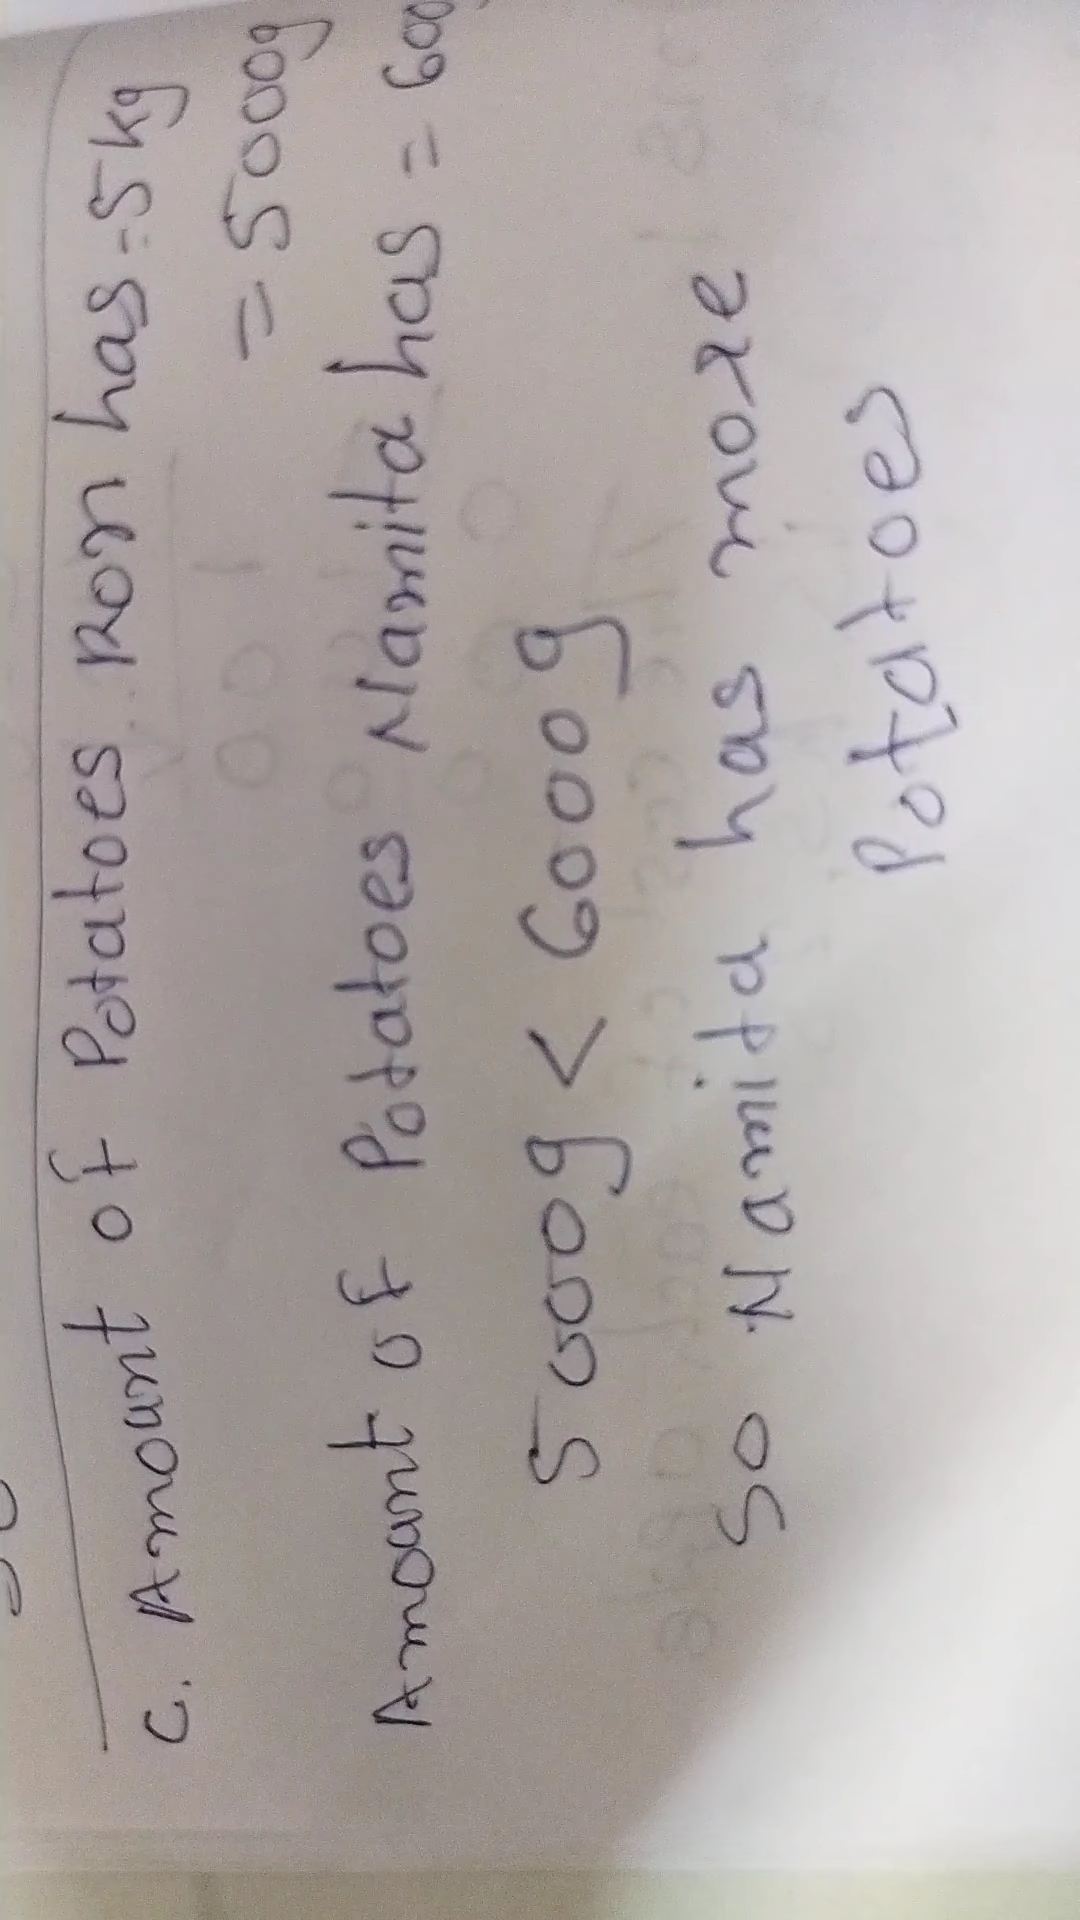 C. Amount of Potatoes Ron has = 5 kg
= 5000g
Amount of Potatoes Namita has = 600
5000g < 6000g
So Namita has more
Potatoes